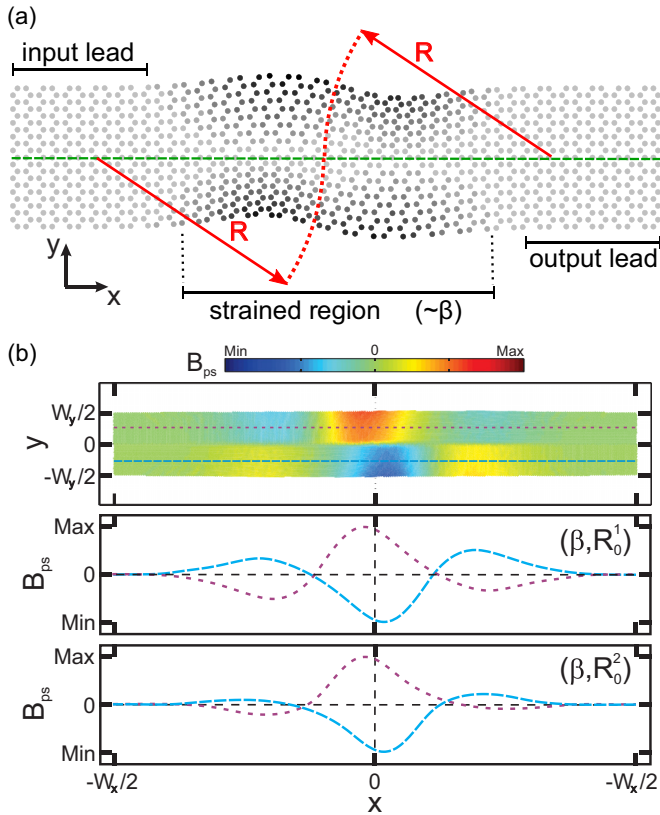 (a)
input lead
R
R
y
x
output lead
strained region (~β)
(b)
B_ps Min 0 Max
W_y/2
y 0
-W_y/2
Max
B_ps 0
Min
(β,R_0^1)
Max
B_ps 0
Min
(β,R_0^2)
-W_x/2 0 -W_x/2
x